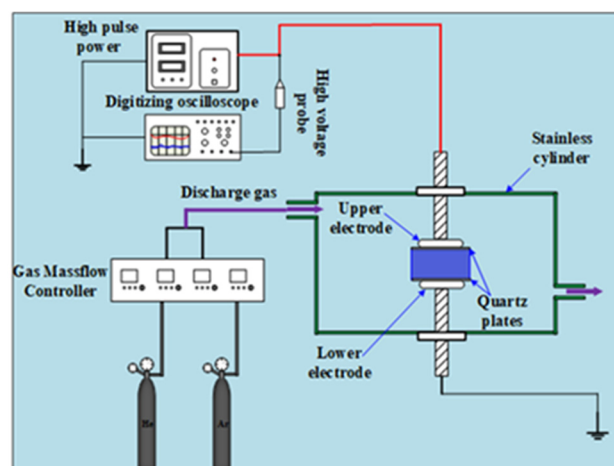 High pulse
power
Digitizing oscilloscope
High voltage
probe
Stainless
cylinder
Discharge gas
Upper
electrode
Gas Massflow
Controller
Quartz
plates
Lower
electrode
He
Ar